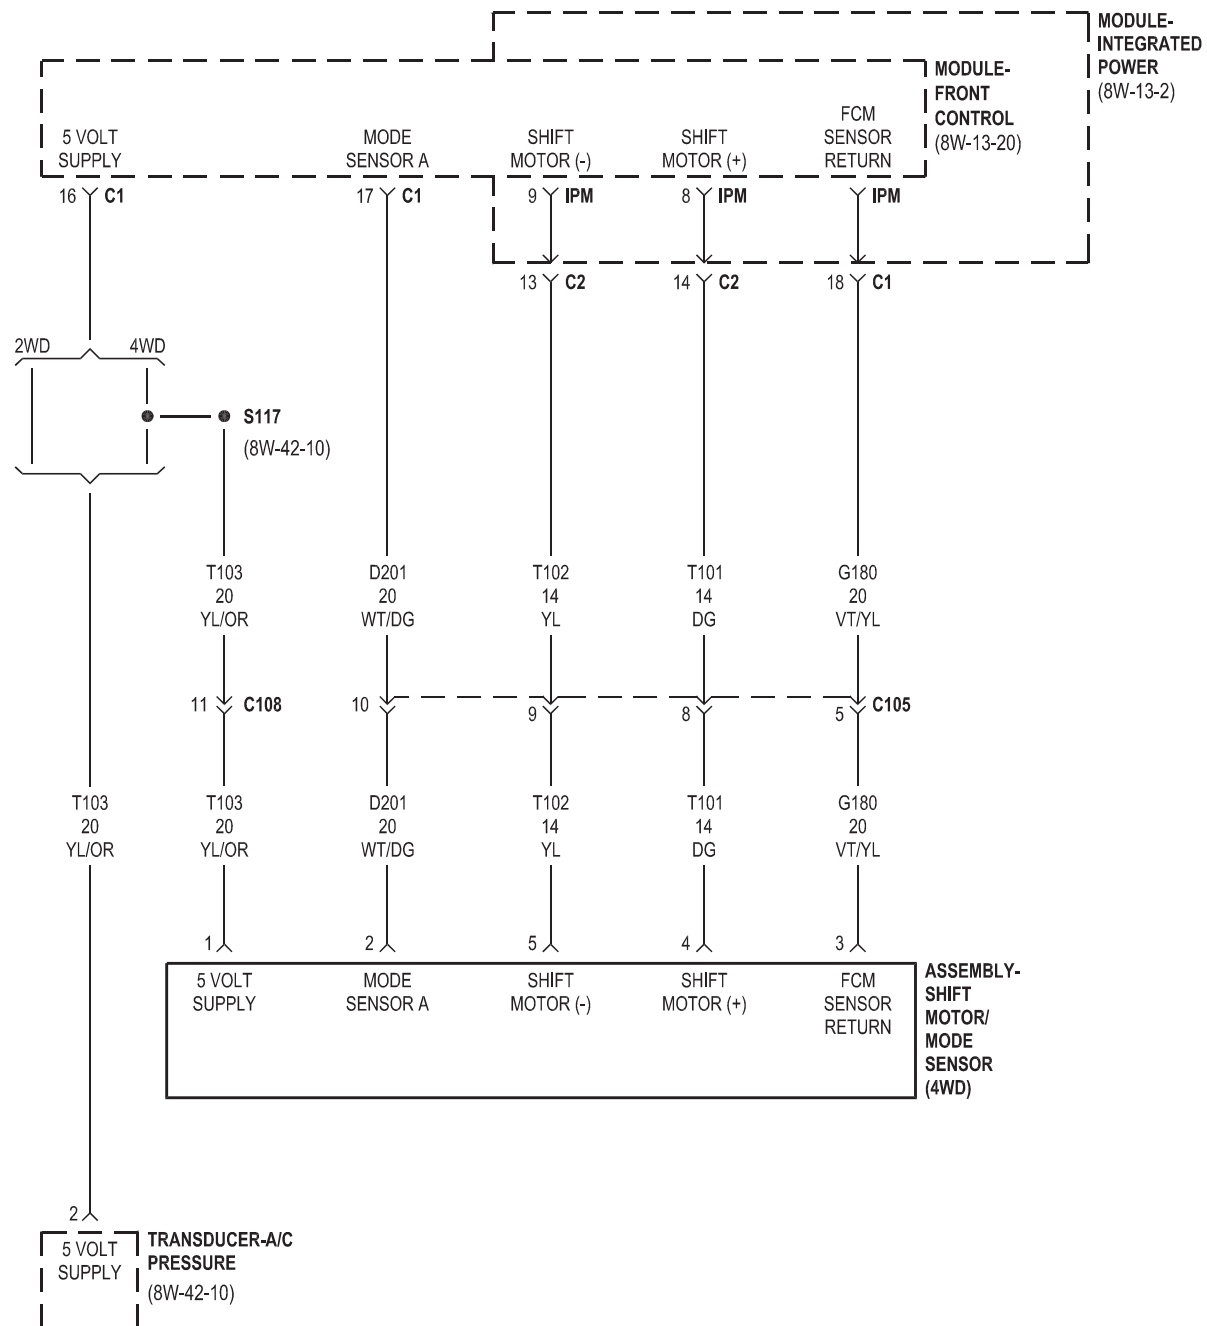 MODULE-
INTEGRATED
POWER
(8W-13-2)
MODULE-
FRONT
CONTROL
(8W-13-20)
5 VOLT
SUPPLY
MODE
SENSOR A
SHIFT
MOTOR (-)
SHIFT
MOTOR (+)
FCM
SENSOR
RETURN
16 C1
17 C1
9 IPM
8 IPM
IPM
13 C2
14 C2
18 C1
2WD
4WD
S117
(8W-42-10)
T103
20
YL/OR
D201
20
WT/DG
T102
14
YL
T101
14
DG
G180
20
VT/YL
11 C108
10
9
8
5 C105
T103
20
YL/OR
T103
20
YL/OR
D201
20
WT/DG
T102
14
YL
T101
14
DG
G180
20
VT/YL
1
2
5
4
3
5 VOLT
SUPPLY
MODE
SENSOR A
SHIFT
MOTOR (-)
SHIFT
MOTOR (+)
FCM
SENSOR
RETURN
ASSEMBLY-
SHIFT
MOTOR/
MODE
SENSOR
(4WD)
2
5 VOLT
SUPPLY
TRANSDUCER-A/C
PRESSURE
(8W-42-10)